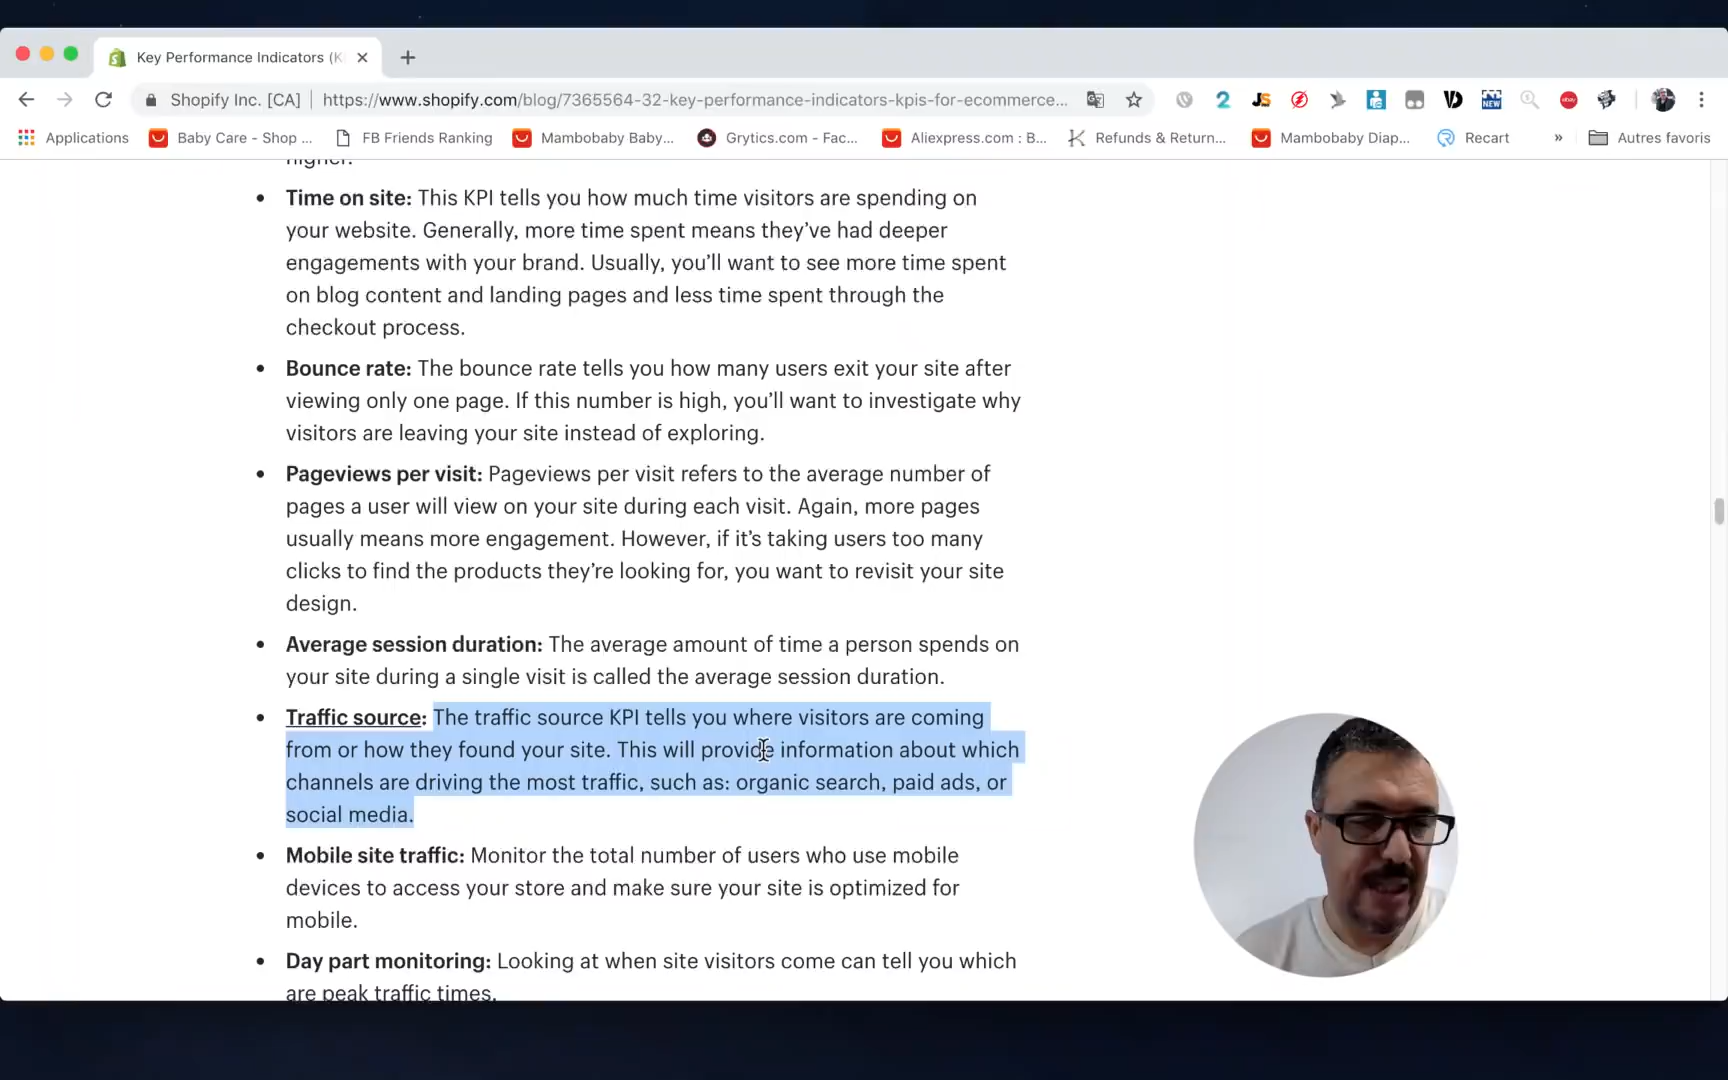 Key Performance Indicators (K
Shopify Inc. [CA] https://www.shopify.com/blog/7365564-32-key-performance-indicators-kpis-for-ecommerce... 2 JS VD NEW ebay
Applications Baby Care - Shop ... FB Friends Ranking Mambobaby Baby... Grytics.com - Fac... Aliexpress.com : B... Refunds & Return... Mambobaby Diap... Recart » Autres favoris
higher.
• Time on site: This KPI tells you how much time visitors are spending on
your website. Generally, more time spent means they’ve had deeper
engagements with your brand. Usually, you’ll want to see more time spent
on blog content and landing pages and less time spent through the
checkout process.
• Bounce rate: The bounce rate tells you how many users exit your site after
viewing only one page. If this number is high, you’ll want to investigate why
visitors are leaving your site instead of exploring.
• Pageviews per visit: Pageviews per visit refers to the average number of
pages a user will view on your site during each visit. Again, more pages
usually means more engagement. However, if it’s taking users too many
clicks to find the products they’re looking for, you want to revisit your site
design.
• Average session duration: The average amount of time a person spends on
your site during a single visit is called the average session duration.
• Traffic source: The traffic source KPI tells you where visitors are coming
from or how they found your site. This will provide information about which
channels are driving the most traffic, such as: organic search, paid ads, or
social media.
• Mobile site traffic: Monitor the total number of users who use mobile
devices to access your store and make sure your site is optimized for
mobile.
• Day part monitoring: Looking at when site visitors come can tell you which
are peak traffic times.